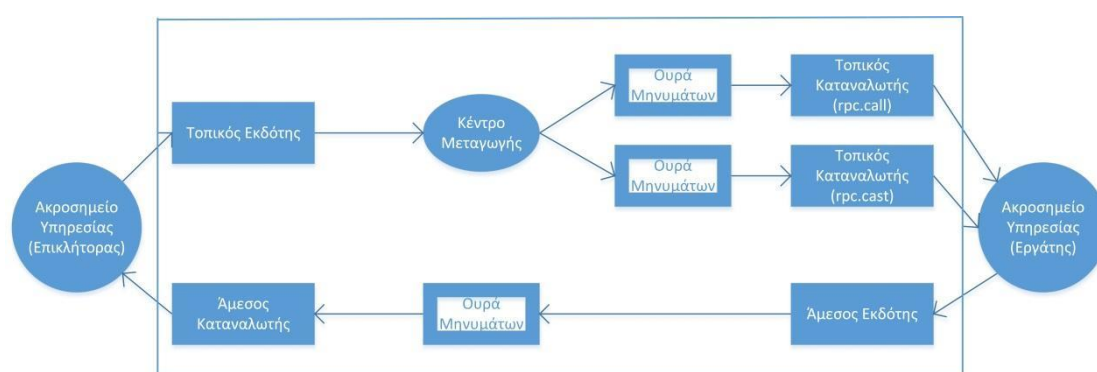 Ουρά
Μηνυμάτων
Τοπικός
Καταναλωτής
(rpc.call)
Τοπικός Εκδότης
Κέντρο
Μεταγωγής
Ουρά
Μηνυμάτων
Τοπικός
Καταναλωτής
(rpc.cast)
Ακροσημείο
Υπηρεσίας
(Επικλήτορας)
Ακροσημείο
Υπηρεσίας
(Εργάτης)
Άμεσος
Καταναλωτής
Ουρά
Μηνυμάτων
Άμεσος Εκδότης